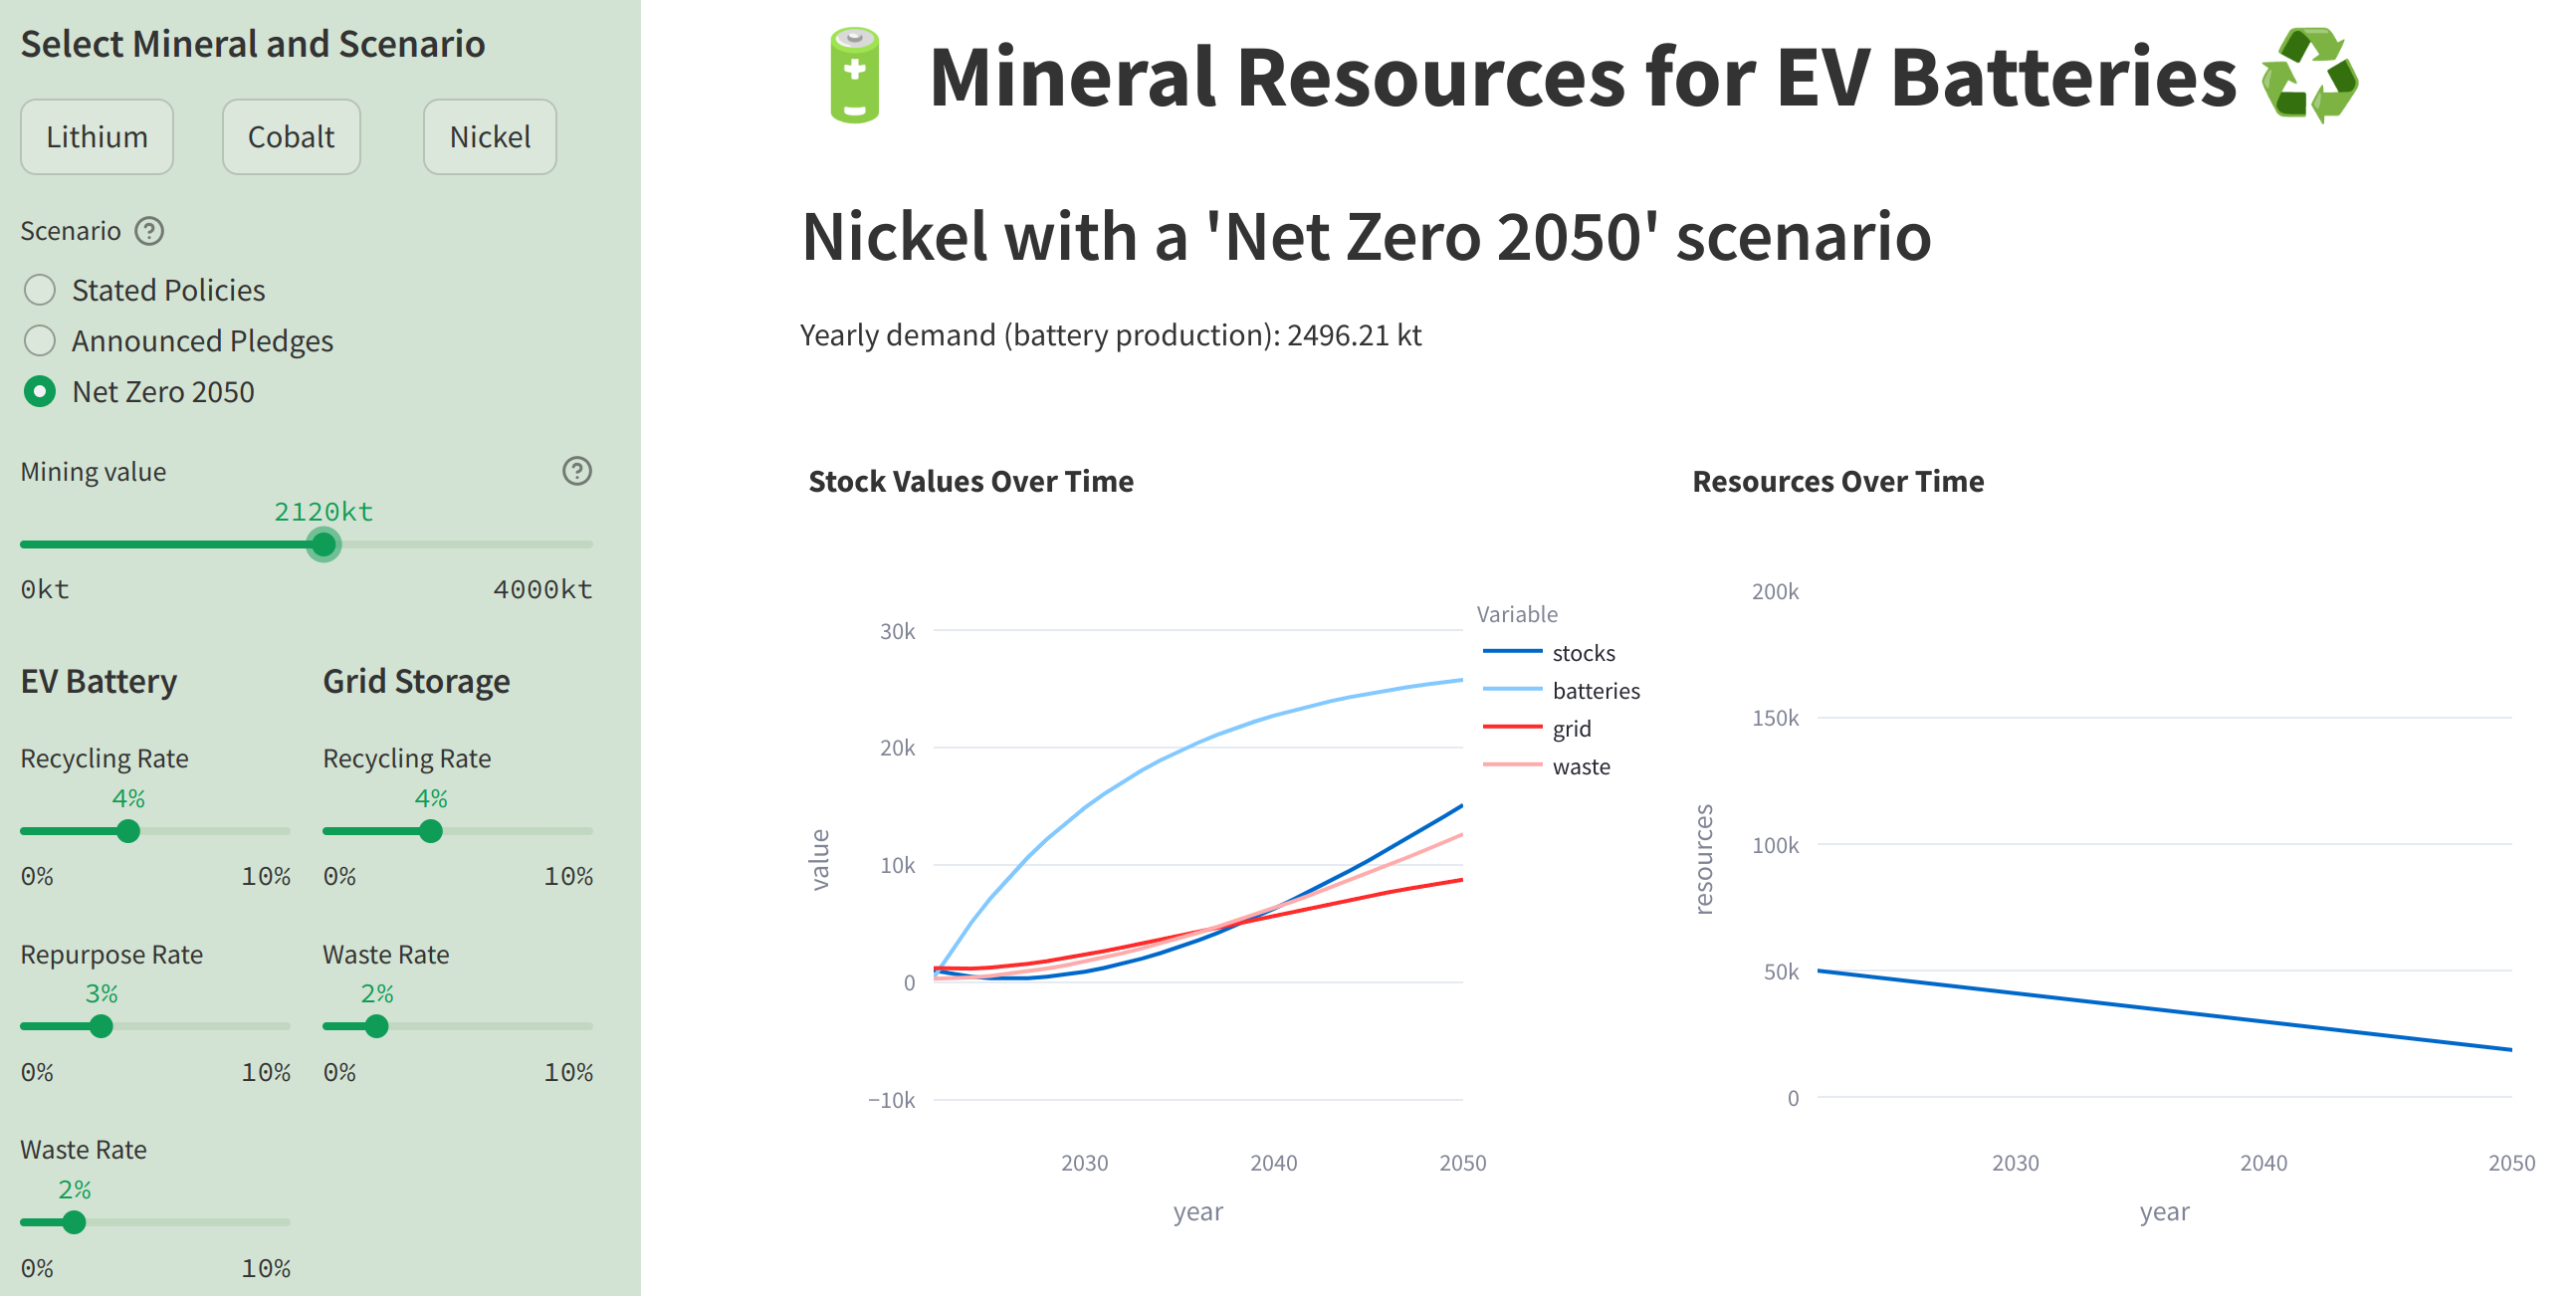 Select Mineral and Scenario
Lithium
Cobalt
Nickel
Scenario
Stated Policies
Announced Pledges
Net Zero 2050
Mining value
2120kt
0kt 4000kt
EV Battery
Recycling Rate
4%
0% 10%
Repurpose Rate
3%
0% 10%
Waste Rate
2%
0% 10%
Grid Storage
Recycling Rate
4%
0% 10%
Waste Rate
2%
0% 10%
Mineral Resources for EV Batteries
Nickel with a 'Net Zero 2050' scenario
Yearly demand (battery production): 2496.21 kt
Stock Values Over Time
value
30k
20k
10k
0
−10k
2030 2040 2050
year
Variable
stocks
batteries
grid
waste
Resources Over Time
resources
200k
150k
100k
50k
0
2030 2040 2050
year